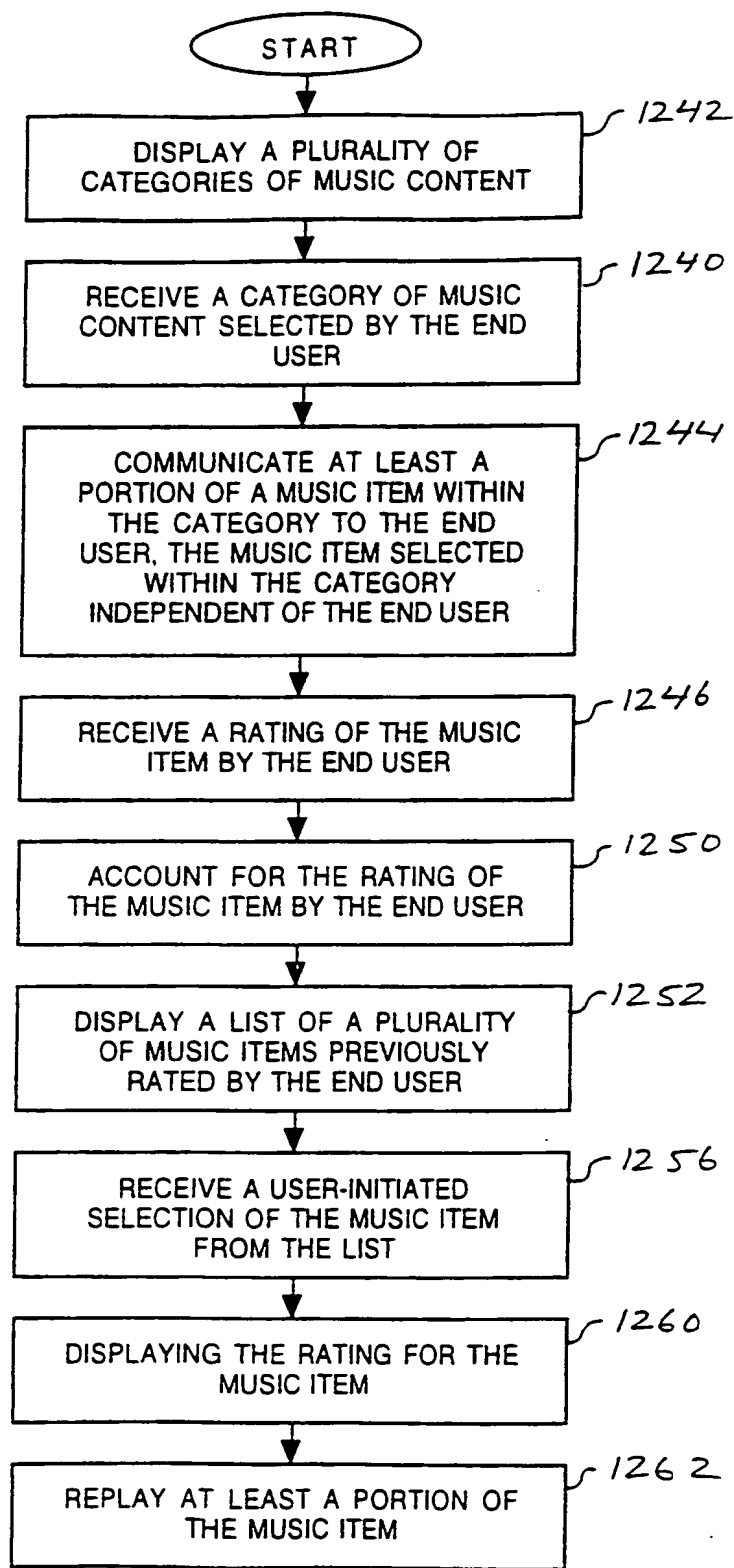 START
1242
DISPLAY A PLURALITY OF
CATEGORIES OF MUSIC CONTENT
1240
RECEIVE A CATEGORY OF MUSIC
CONTENT SELECTED BY THE END
USER
1244
COMMUNICATE AT LEAST A
PORTION OF A MUSIC ITEM WITHIN
THE CATEGORY TO THE END
USER, THE MUSIC ITEM SELECTED
WITHIN THE CATEGORY
INDEPENDENT OF THE END USER
1246
RECEIVE A RATING OF THE MUSIC
ITEM BY THE END USER
1250
ACCOUNT FOR THE RATING OF
THE MUSIC ITEM BY THE END USER
1252
DISPLAY A LIST OF A PLURALITY
OF MUSIC ITEMS PREVIOUSLY
RATED BY THE END USER
1256
RECEIVE A USER-INITIATED
SELECTION OF THE MUSIC ITEM
FROM THE LIST
1260
DISPLAYING THE RATING FOR THE
MUSIC ITEM
1262
REPLAY AT LEAST A PORTION OF
THE MUSIC ITEM